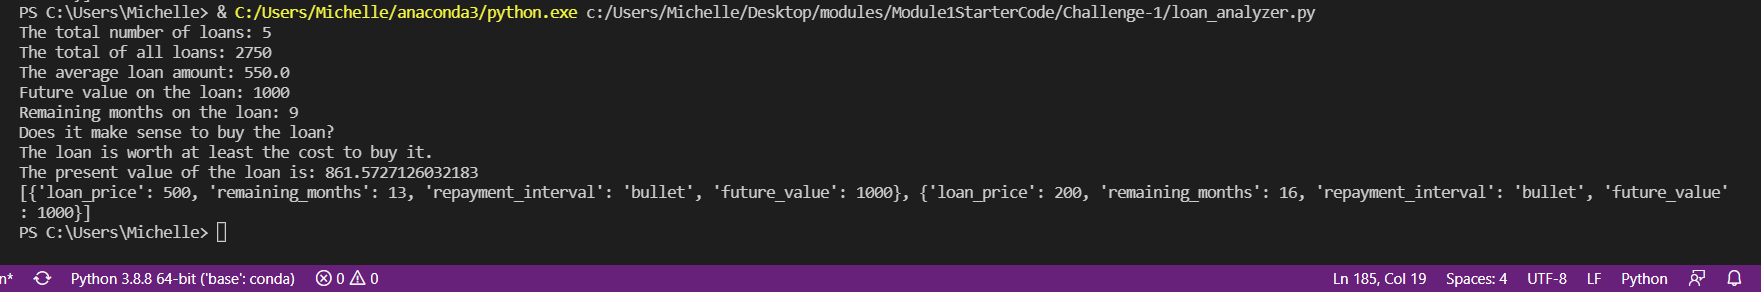 PS C:\Users\Michelle> & C:/Users/Michelle/anaconda3/python.exe c:/Users/Michelle/Desktop/modules/Module1StarterCode/Challenge-1/loan_analyzer.py
The total number of loans: 5
The total of all loans: 2750
The average loan amount: 550.0
Future value on the loan: 1000
Remaining months on the loan: 9
Does it make sense to buy the loan?
The loan is worth at least the cost to buy it.
The present value of the loan is: 861.5727126032183
[{'loan_price': 500, 'remaining_months': 13, 'repayment_interval': 'bullet', 'future_value': 1000}, {'loan_price': 200, 'remaining_months': 16, 'repayment_interval': 'bullet', 'future_value'
: 1000}]
PS C:\Users\Michelle>
n* Python 3.8.8 64-bit ('base': conda) 0 0 Ln 185, Col 19 Spaces: 4 UTF-8 LF Python